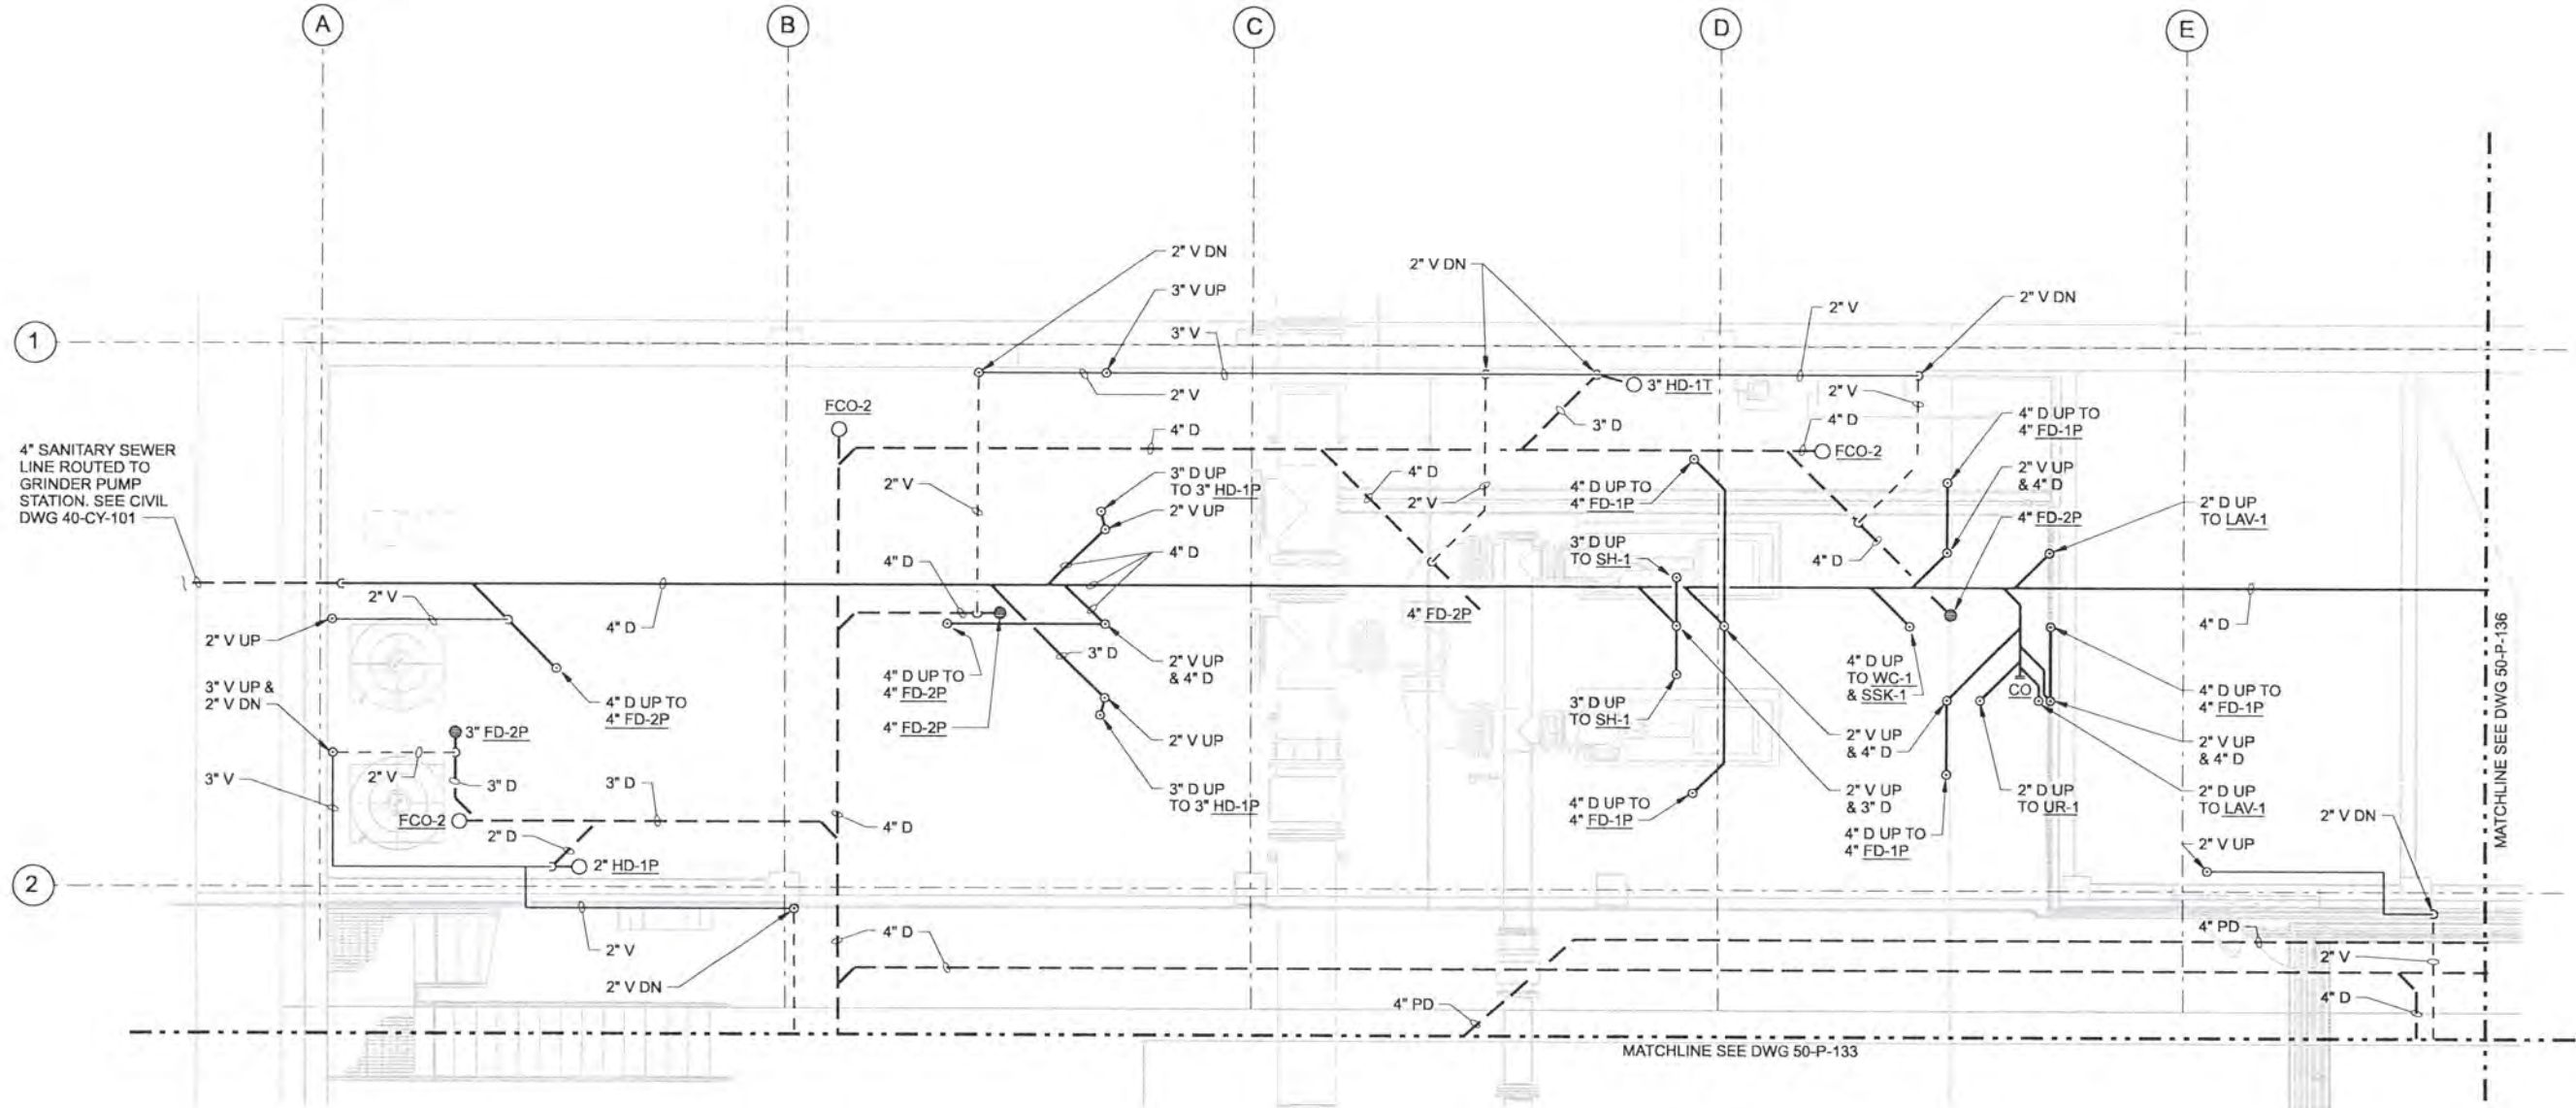 A
B
C
D
E
1
2
2" V DN
3" V UP
3" V
2" V
4" D
2" V DN
2" V
2" V DN
3" HD-1T
3" D
2" V
4" D
FCO-2
FCO-2
4" SANITARY SEWER
LINE ROUTED TO
GRINDER PUMP
STATION. SEE CIVIL
DWG 40-CY-101
2" V
3" D UP
TO 3" HD-1P
2" V UP
4" D
4" D
4" D
2" V
4" D UP TO
4" FD-1P
4" D UP TO
4" FD-1P
2" V UP
& 4" D
4" FD-2P
2" D UP
TO LAV-1
3" D UP
TO SH-1
4" D
2" V
2" V UP
4" D
3" D
4" FD-2P
4" D
4" D UP TO
4" FD-2P
2" V UP
& 4" D
4" D UP TO
4" FD-2P
4" FD-2P
2" V UP
3" D UP
TO 3" HD-1P
3" V UP &
2" V DN
3" FD-2P
2" V
3" V
3" D
3" D
FCO-2
2" D
2" HD-1P
4" D
3" D UP
TO SH-1
4" D UP
TO WC-1
& SSK-1
CO
4" D UP TO
4" FD-1P
2" V UP
& 4" D
2" V UP
& 4" D
2" V UP
& 3" D
2" D UP
TO UR-1
2" D UP
TO LAV-1
4" D UP TO
4" FD-1P
4" D UP TO
4" FD-1P
2" V DN
2" V UP
4" D
2" V
2" V DN
4" PD
4" PD
2" V
4" D
MATCHLINE SEE DWG 50-P-133
MATCHLINE SEE DWG 50-P-136